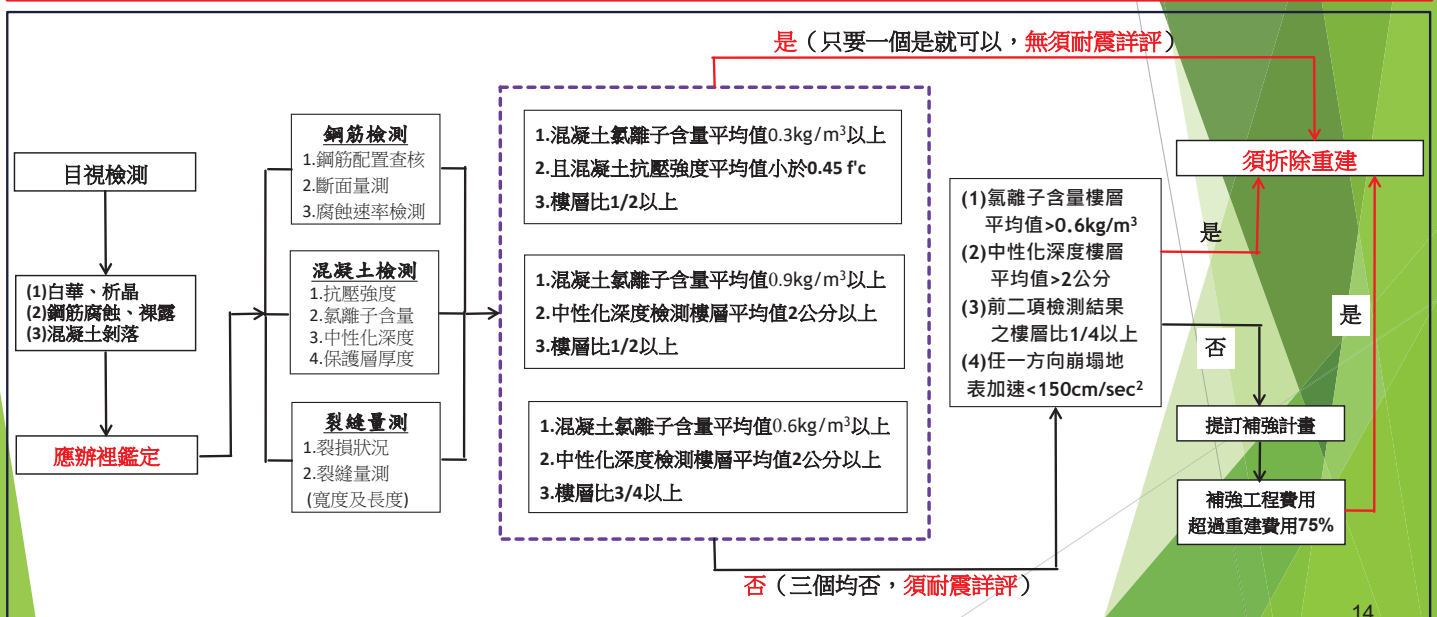 是（只要一個是就可以，無須耐震詳評）
目視檢測
(1)白華、析晶
(2)鋼筋腐蝕、裸露
(3)混凝土剝落
應辦裡鑑定
鋼筋檢測
1.鋼筋配置查核
2.斷面量測
3.腐蝕速率檢測
混凝土檢測
1.抗壓強度
2.氯離子含量
3.中性化深度
4.保護層厚度
裂縫量測
1.裂損狀況
2.裂縫量測
(寬度及長度)
1.混凝土氯離子含量平均值0.3kg/m³以上
2.且混凝土抗壓強度平均值小於0.45 f'c
3.樓層比1/2以上
1.混凝土氯離子含量平均值0.9kg/m³以上
2.中性化深度檢測樓層平均值2公分以上
3.樓層比1/2以上
1.混凝土氯離子含量平均值0.6kg/m³以上
2.中性化深度檢測樓層平均值2公分以上
3.樓層比3/4以上
否（三個均否，須耐震詳評）
(1)氯離子含量樓層
平均值>0.6kg/m³
(2)中性化深度樓層
平均值>2公分
(3)前二項檢測結果
之樓層比1/4以上
(4)任一方向崩塌地
表加速<150cm/sec²
是
須拆除重建
否
提訂補強計畫
補強工程費用
超過重建費用75%
是
14